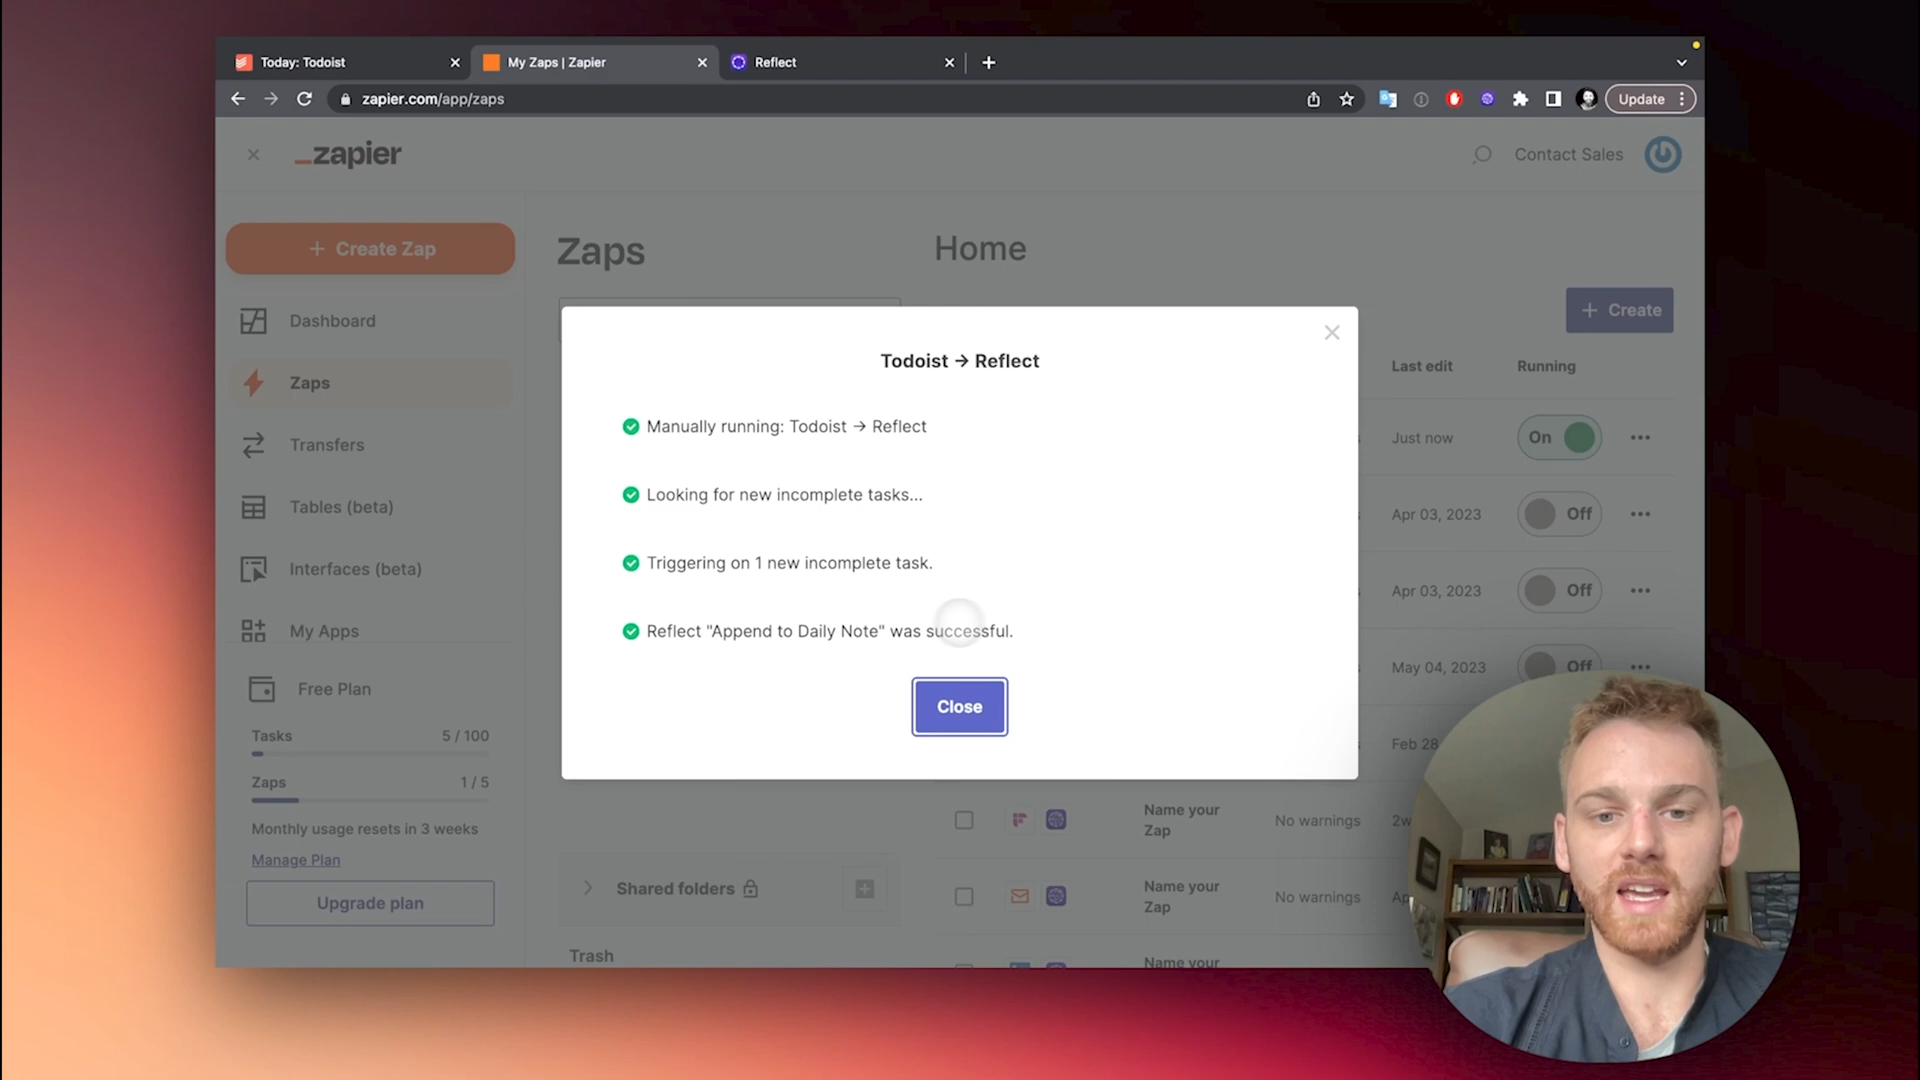 Today: Todoist
My Zaps | Zapier
Reflect
zapier.com/app/zaps
Update
_zapier
Contact Sales
+ Create Zap
Dashboard
Zaps
Transfers
Tables (beta)
Interfaces (beta)
My Apps
Free Plan
Tasks 5 / 100
Zaps 1 / 5
Monthly usage resets in 3 weeks
Manage Plan
Upgrade plan
Zaps
Shared folders
Trash
Home
+ Create
Last edit Running
Just now On
Apr 03, 2023 Off
Apr 03, 2023 Off
May 04, 2023 Off
Feb 28
Name your
Zap
No warnings
2w
Name your
Zap
No warnings
Ap
Name your
Todoist → Reflect
Manually running: Todoist → Reflect
Looking for new incomplete tasks...
Triggering on 1 new incomplete task.
Reflect "Append to Daily Note" was successful.
Close